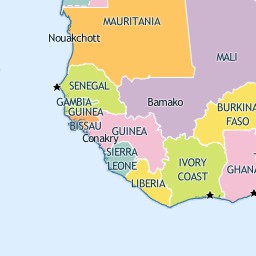 MAURITANIA
Nouakchott
MALI
SENEGAL
GAMBIA
GUINEA
BISSAU
Bamako
BURKINA
FASO
GUINEA
Conakry
SIERRA
LEONE
IVORY
COAST
GHANA
LIBERIA